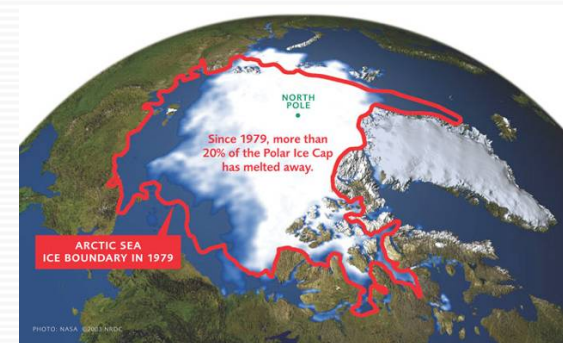 NORTH
POLE
Since 1979, more than
20% of the Polar Ice Cap
has melted away.
ARCTIC SEA
ICE BOUNDARY IN 1979
PHOTO: NASA ©2003 NRDC